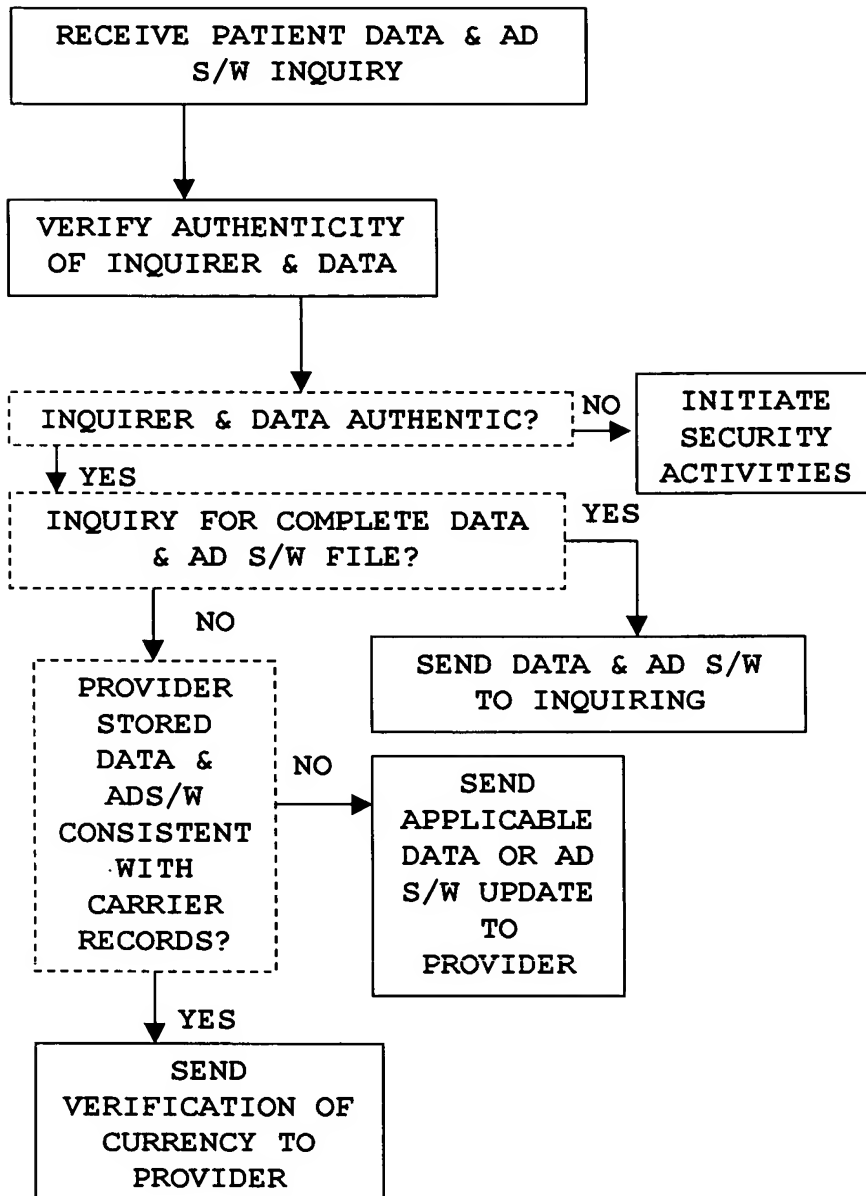 RECEIVE PATIENT DATA & AD
S/W INQUIRY
VERIFY AUTHENTICITY
OF INQUIRER & DATA
INQUIRER & DATA AUTHENTIC?
NO
INITIATE
SECURITY
ACTIVITIES
YES
INQUIRY FOR COMPLETE DATA
& AD S/W FILE?
YES
NO
SEND DATA & AD S/W
TO INQUIRING
PROVIDER
STORED
DATA &
ADS/W
CONSISTENT
WITH
CARRIER
RECORDS?
NO
SEND
APPLICABLE
DATA OR AD
S/W UPDATE
TO
PROVIDER
YES
SEND
VERIFICATION OF
CURRENCY TO
PROVIDER